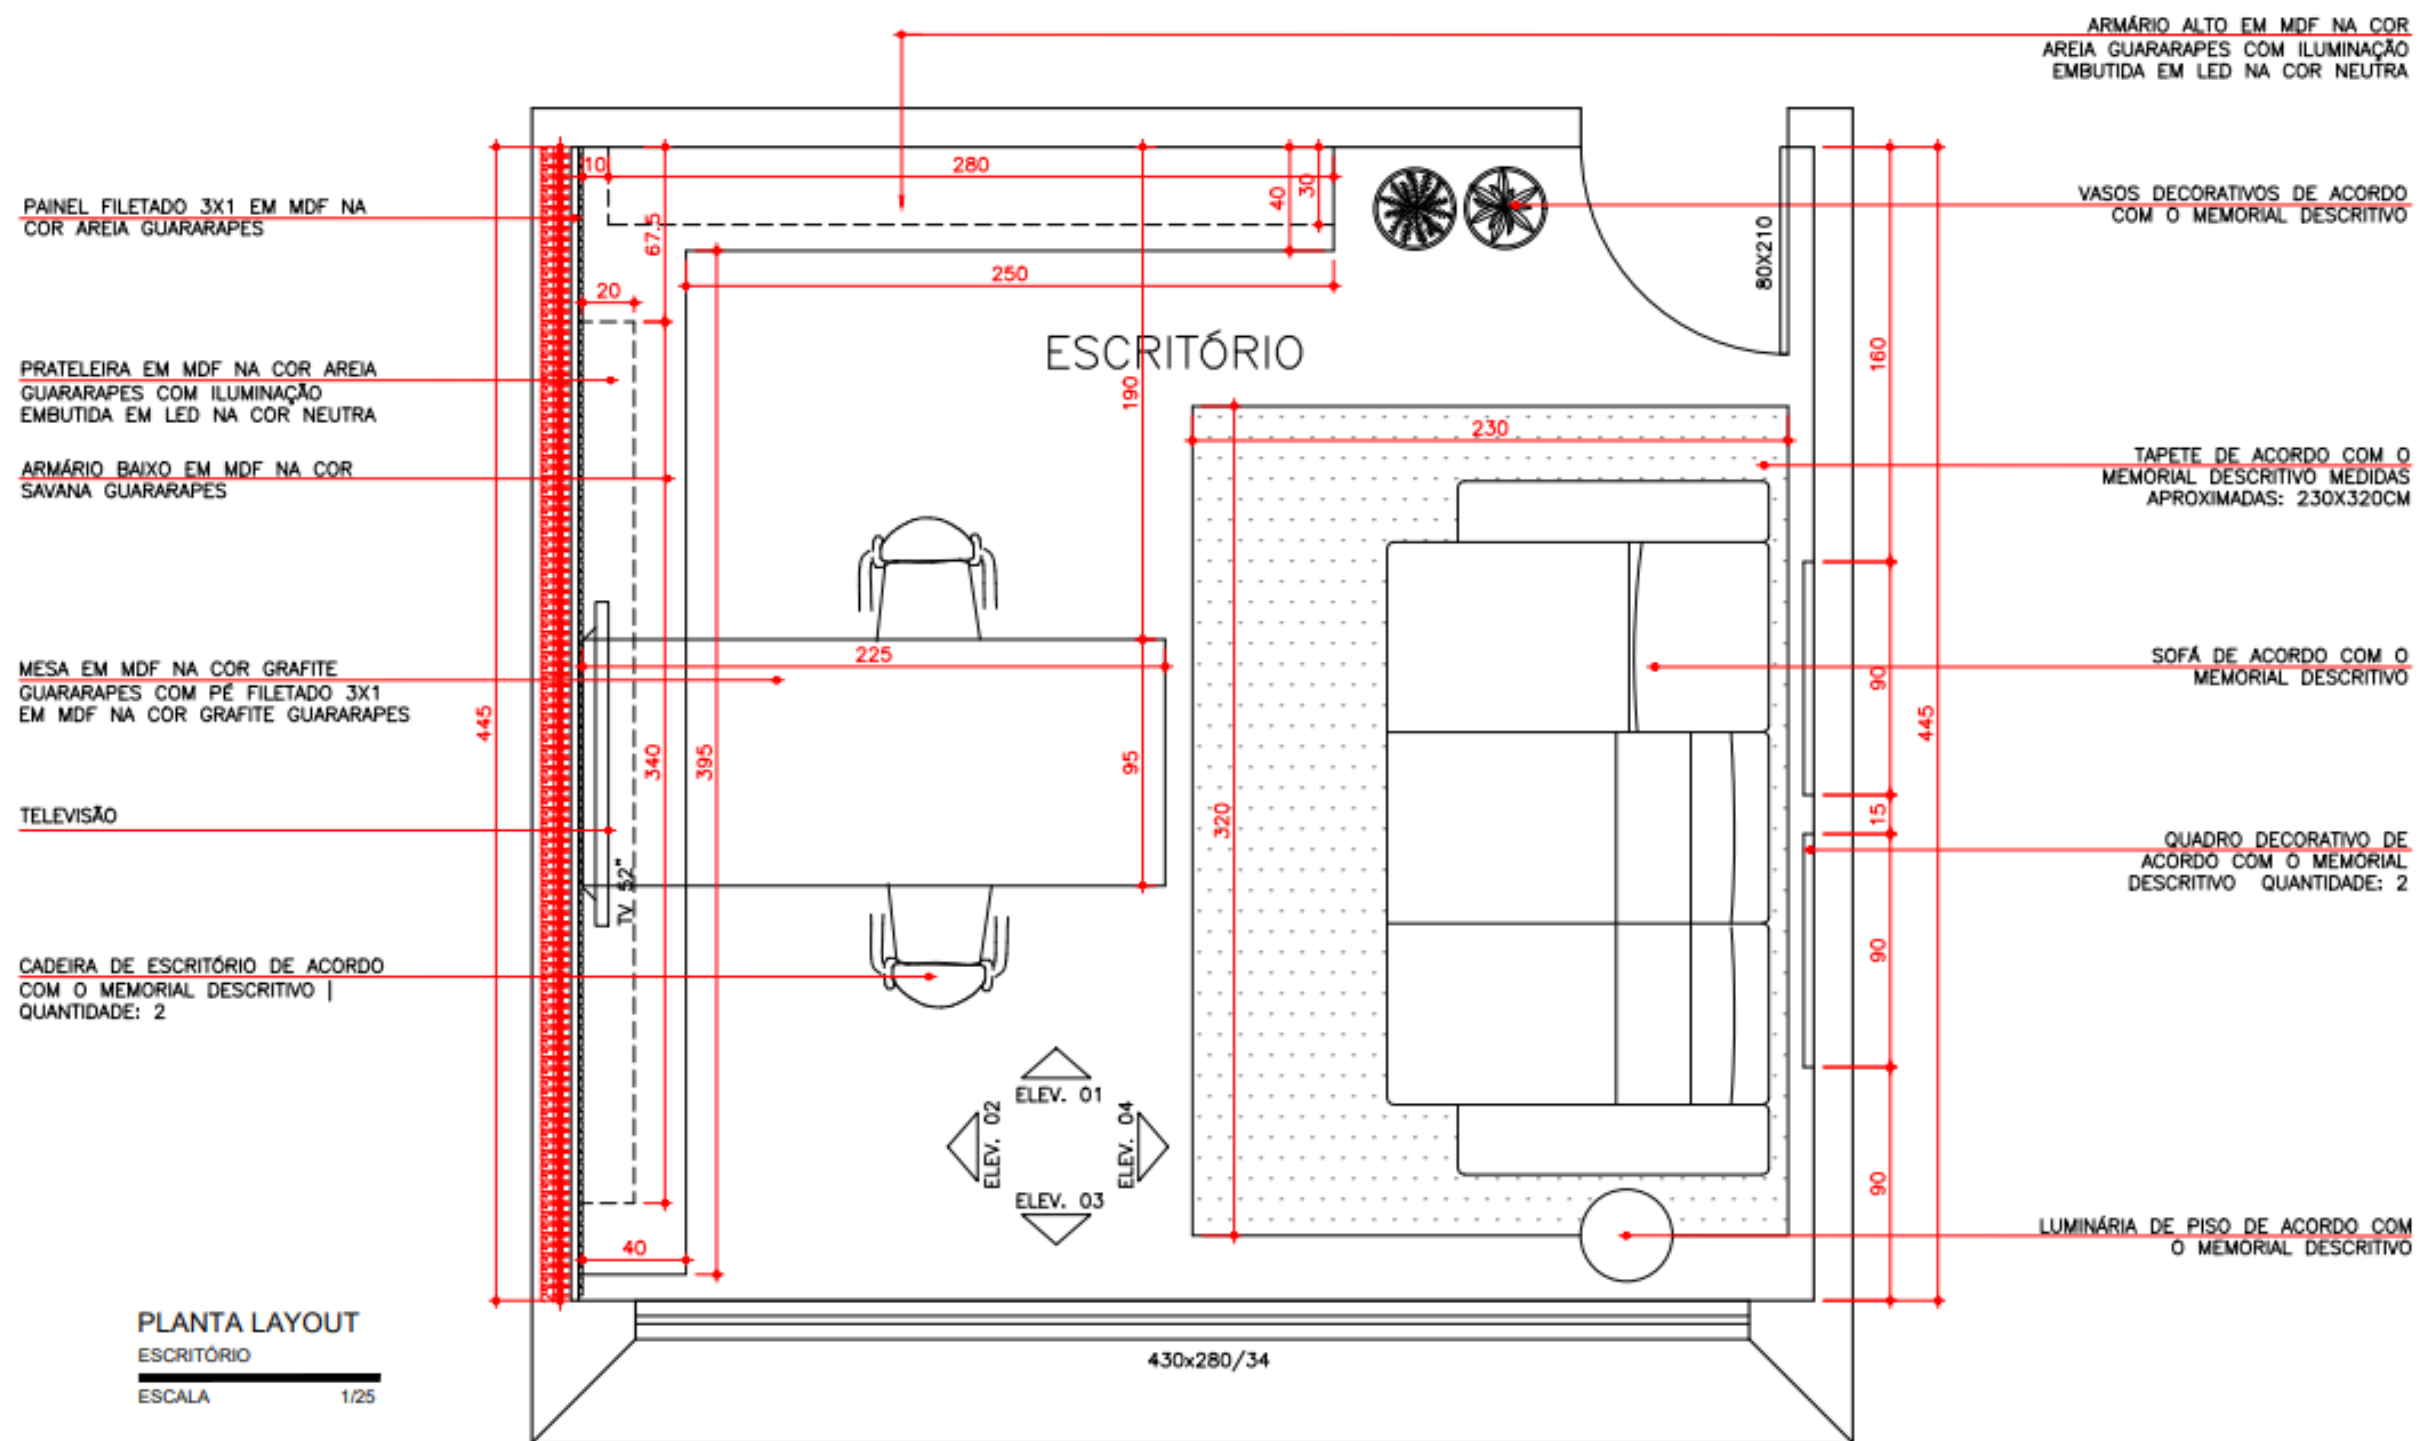 ARMÁRIO ALTO EM MDF NA COR
AREIA GUARARAPES COM ILUMINAÇÃO
EMBUTIDA EM LED NA COR NEUTRA
PAINEL FILETADO 3X1 EM MDF NA
COR AREIA GUARARAPES
PRATELEIRA EM MDF NA COR AREIA
GUARARAPES COM ILUMINAÇÃO
EMBUTIDA EM LED NA COR NEUTRA
ARMÁRIO BAIXO EM MDF NA COR
SAVANA GUARARAPES
MESA EM MDF NA COR GRAFITE
GUARARAPES COM PÉ FILETADO 3X1
EM MDF NA COR GRAFITE GUARARAPES
TELEVISÃO
CADEIRA DE ESCRITÓRIO DE ACORDO
COM O MEMORIAL DESCRITIVO |
QUANTIDADE: 2
10
280
40
30
67.5
250
20
ESCRITÓRIO
80X210
190
230
225
445
340
395
95
320
TV 52"
40
ELEV. 01
ELEV. 02
ELEV. 04
ELEV. 03
430x280/34
160
90
15
90
90
445
VASOS DECORATIVOS DE ACORDO
COM O MEMORIAL DESCRITIVO
TAPETE DE ACORDO COM O
MEMORIAL DESCRITIVO MEDIDAS
APROXIMADAS: 230X320CM
SOFÁ DE ACORDO COM O
MEMORIAL DESCRITIVO
QUADRO DECORATIVO DE
ACORDO COM O MEMORIAL
DESCRITIVO QUANTIDADE: 2
LUMINÁRIA DE PISO DE ACORDO COM
O MEMORIAL DESCRITIVO
PLANTA LAYOUT
ESCRITÓRIO
ESCALA 1/25